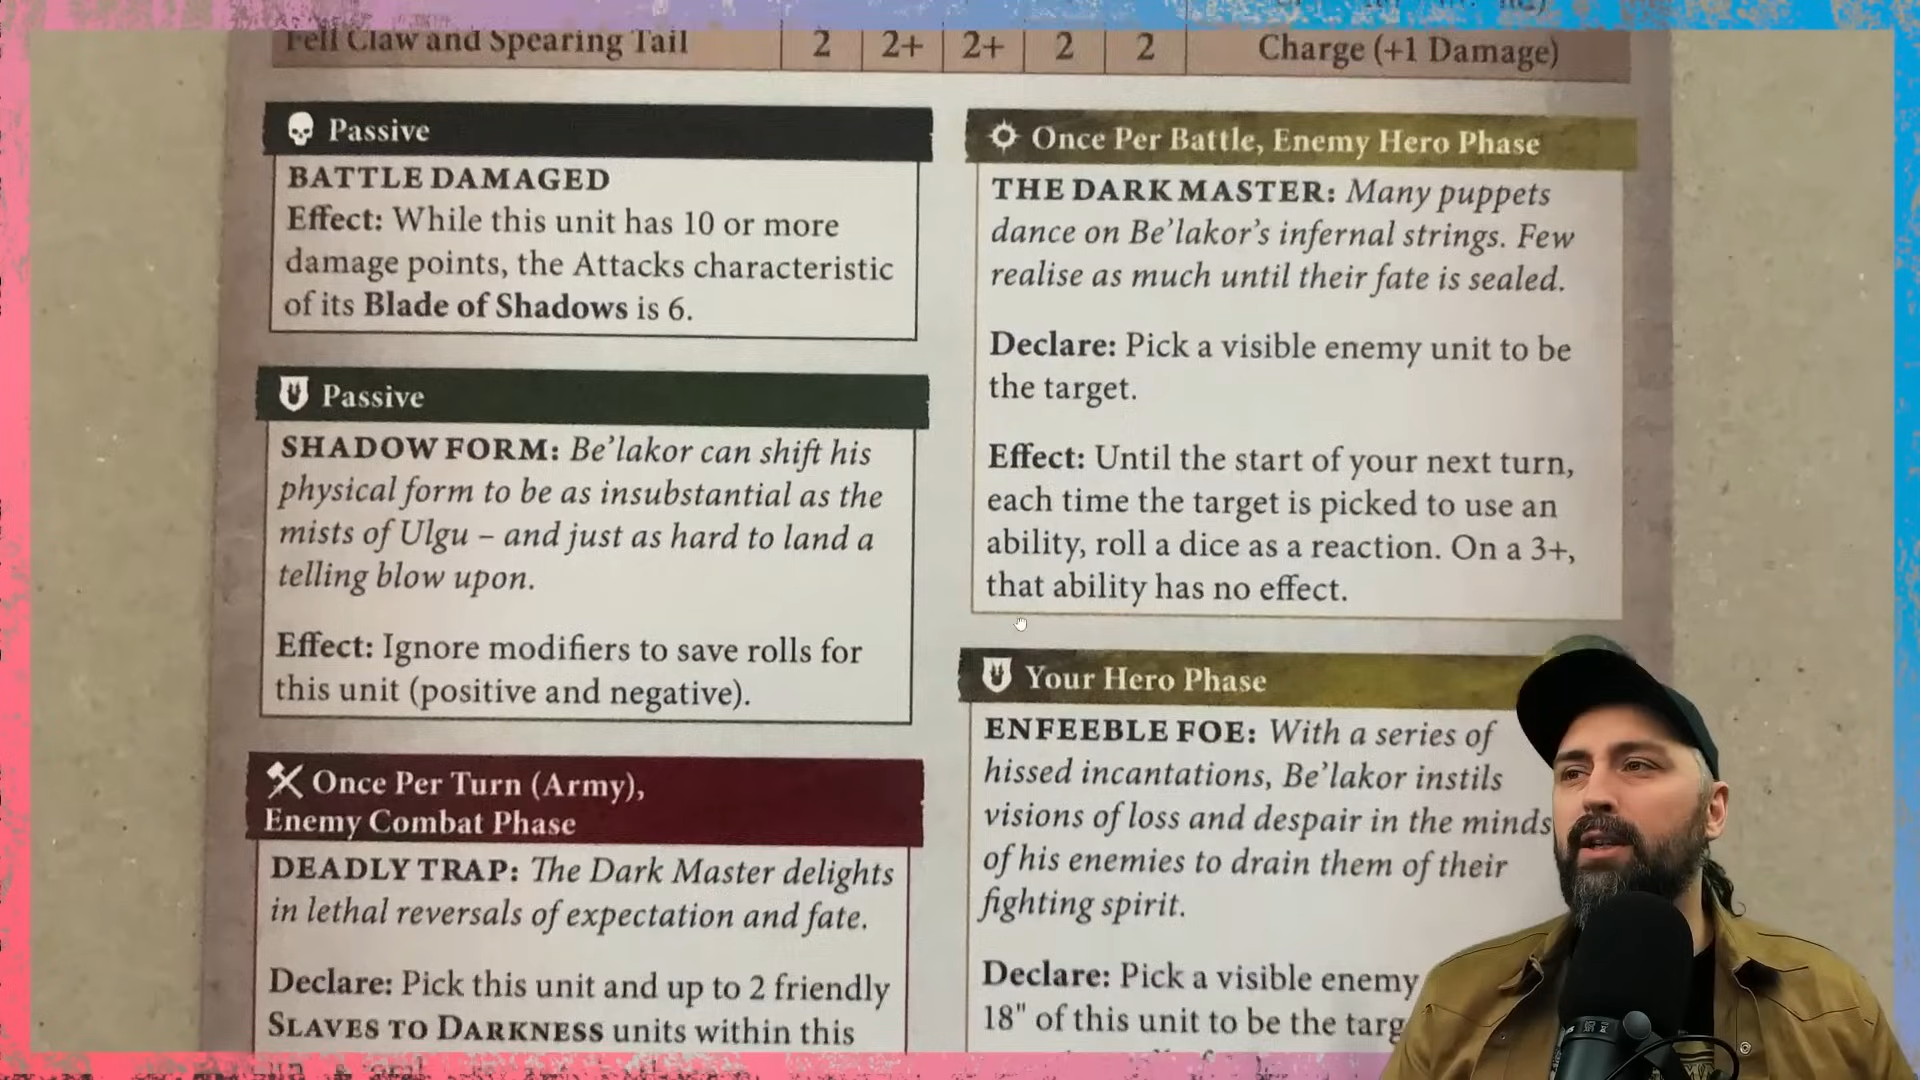 Fell Claw and Spearing Tail 2 2+ 2+ 2 2 Charge (+1 Damage)
Passive
BATTLE DAMAGED
Effect: While this unit has 10 or more
damage points, the Attacks characteristic
of its Blade of Shadows is 6.
Passive
SHADOW FORM: Be’lakor can shift his
physical form to be as insubstantial as the
mists of Ulgu – and just as hard to land a
telling blow upon.
Effect: Ignore modifiers to save rolls for
this unit (positive and negative).
Once Per Turn (Army),
Enemy Combat Phase
DEADLY TRAP: The Dark Master delights
in lethal reversals of expectation and fate.
Declare: Pick this unit and up to 2 friendly
SLAVES TO DARKNESS units within this
Once Per Battle, Enemy Hero Phase
THE DARK MASTER: Many puppets
dance on Be’lakor’s infernal strings. Few
realise as much until their fate is sealed.
Declare: Pick a visible enemy unit to be
the target.
Effect: Until the start of your next turn,
each time the target is picked to use an
ability, roll a dice as a reaction. On a 3+,
that ability has no effect.
Your Hero Phase
ENFEEBLE FOE: With a series of
hissed incantations, Be’lakor instils
visions of loss and despair in the minds
of his enemies to drain them of their
fighting spirit.
Declare: Pick a visible enemy
18" of this unit to be the targ